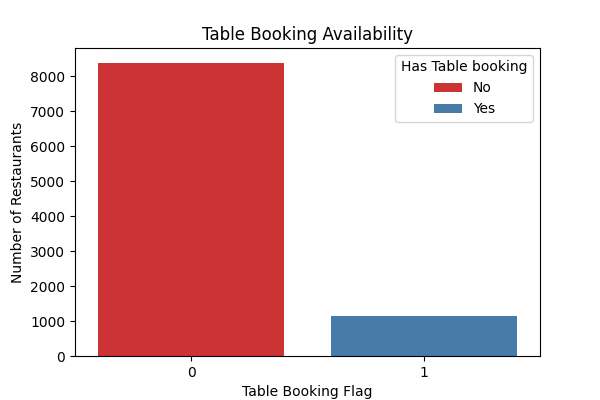 Table Booking Availability
Has Table booking
No
Yes
Number of Restaurants
8000
7000
6000
5000
4000
3000
2000
1000
0
0
1
Table Booking Flag